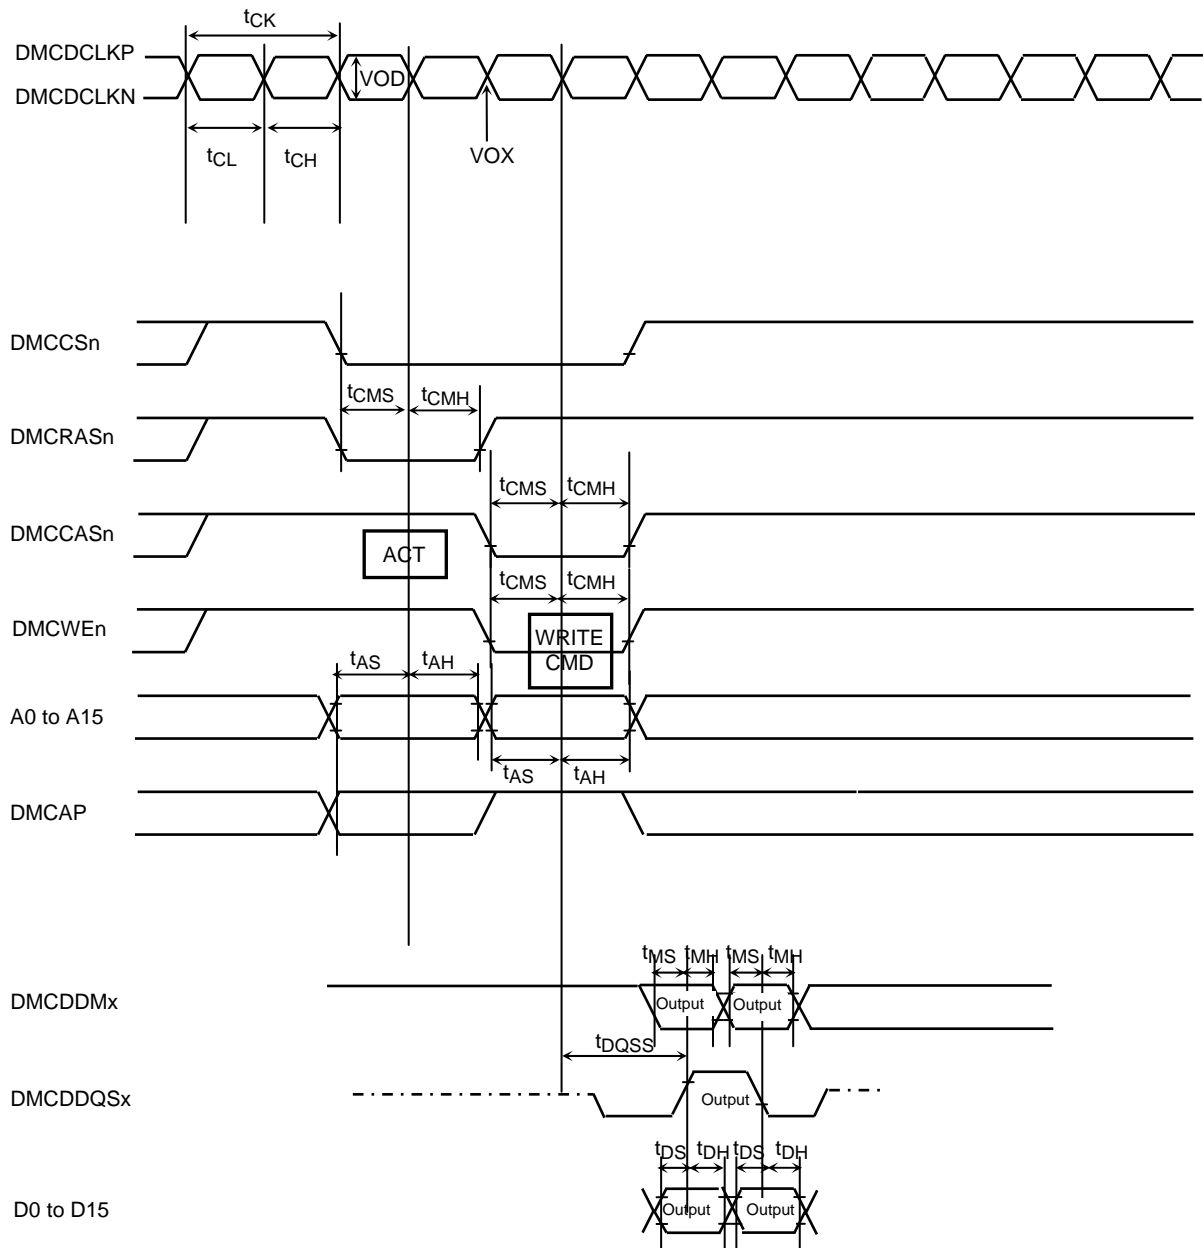 tCK
DMCDCLKP
VOD
DMCDCLKN
tCL tCH VOX
DMCCSn
tCMS tCMH
DMCRASn
tCMS tCMH
DMCCASn
ACT
tCMS tCMH
DMCWEn
WRITE
CMD
tAS tAH
A0 to A15
tAS tAH
DMCAP
tMS tMH tMS tMH
DMCDDMx
Output Output
tDQSS
DMCDDQSx
Output
tDS tDH tDS tDH
D0 to D15
Output Output